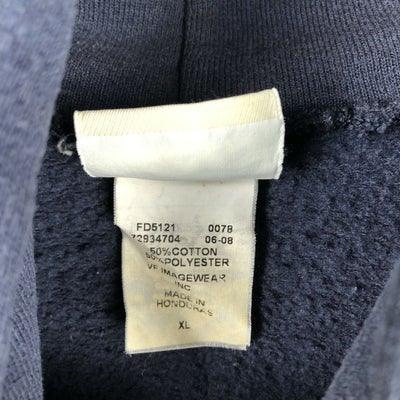 FD5121 0078
72934704 06-08
50%COTTON
50%POLYESTER
VF IMAGEWEAR
INC
MADE IN
HONDURAS
XL